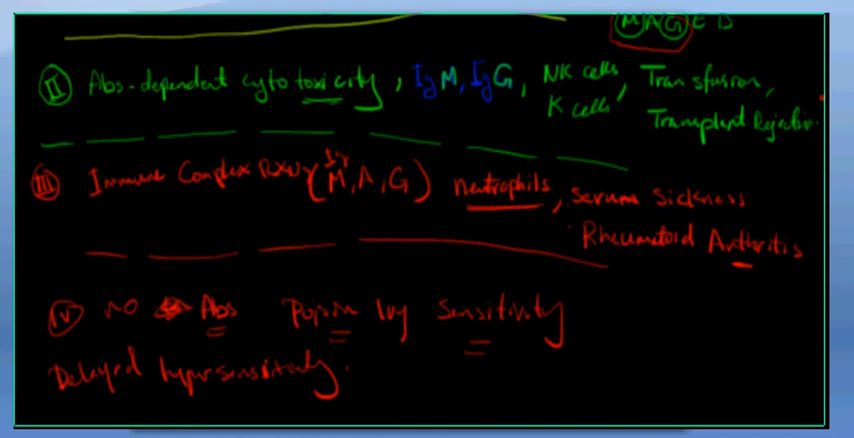 MAGED
II Abs-dependent cytotoxicity, IgM, IgG, NK cells, Transfusion,
K cells Transplant Rejection.
III Immune Complex RXN (Ig M, A, G) neutrophils, Serum Sickness
Rheumatoid Arthritis
IV NO Abs Poison Ivy Sensitivity
Delayed hypersensitivity.